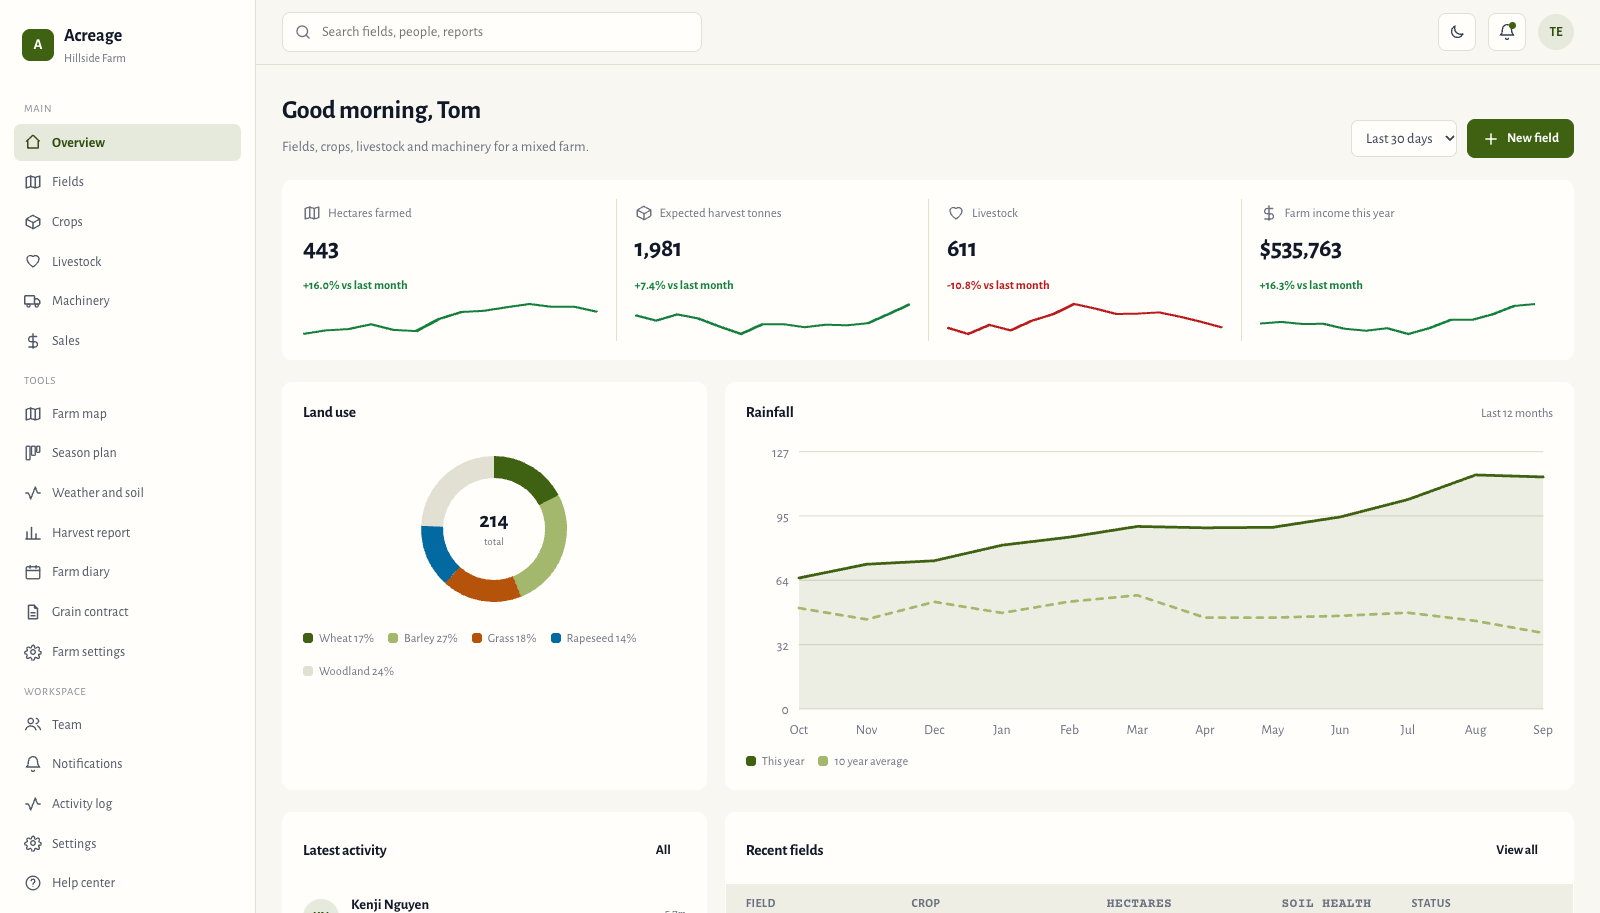 A
Acreage
Hillside Farm
MAIN
Overview
Fields
Crops
Livestock
Machinery
Sales
TOOLS
Farm map
Season plan
Weather and soil
Harvest report
Farm diary
Grain contract
Farm settings
WORKSPACE
Team
Notifications
Activity log
Settings
Help center
Search fields, people, reports
TE
Good morning, Tom
Fields, crops, livestock and machinery for a mixed farm.
Last 30 days
New field
Hectares farmed
443
+16.0% vs last month
Expected harvest tonnes
1,981
+7.4% vs last month
Livestock
611
-10.8% vs last month
Farm income this year
$535,763
+16.3% vs last month
Land use
214
total
Wheat 17%
Barley 27%
Grass 18%
Rapeseed 14%
Woodland 24%
Rainfall
Last 12 months
127
95
64
32
0
Oct Nov Dec Jan Feb Mar Apr May Jun Jul Aug Sep
This year
10 year average
Latest activity
All
Kenji Nguyen
Recent fields
View all
FIELD CROP HECTARES SOIL HEALTH STATUS